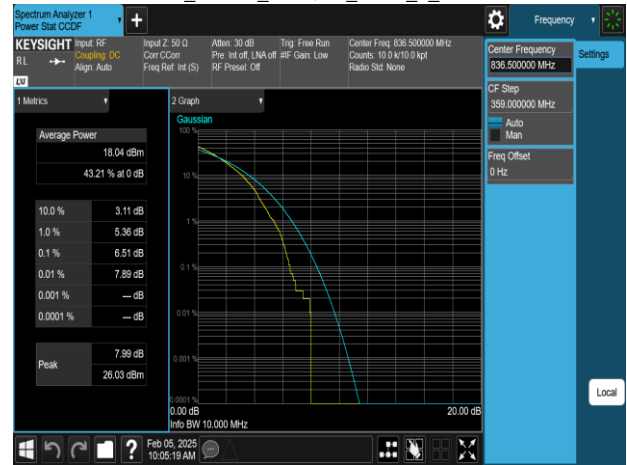 Spectrum Analyzer 1
Power Stat CCDF
Frequency
KEYSIGHT
RL
LXI
Input: RF
Coupling: DC
Align: Auto
Input Z: 50 Ω
Corr CCorr
Freq Ref: Int (S)
Atten: 30 dB
Pre: Int off, LNA off
RF Presel: Off
Trig: Free Run
#IF Gain: Low
Center Freq: 836.500000 MHz
Counts: 10.0 k/10.0 kpt
Radio Std: None
Center Frequency
836.500000 MHz
Settings
CF Step
359.000000 MHz
Auto
Man
Freq Offset
0 Hz
1 Metrics
2 Graph
Average Power
18.04 dBm
43.21 % at 0 dB
10.0 % 3.11 dB
1.0 % 5.36 dB
0.1 % 6.51 dB
0.01 % 7.89 dB
0.001 % --- dB
0.0001 % --- dB
Peak
7.99 dB
26.03 dBm
Gaussian
100 %
10 %
1 %
0.1 %
0.01 %
0.001 %
0.0001 %
0.00 dB
20.00 dB
Info BW 10.000 MHz
Local
Feb 05, 2025
10:05:19 AM